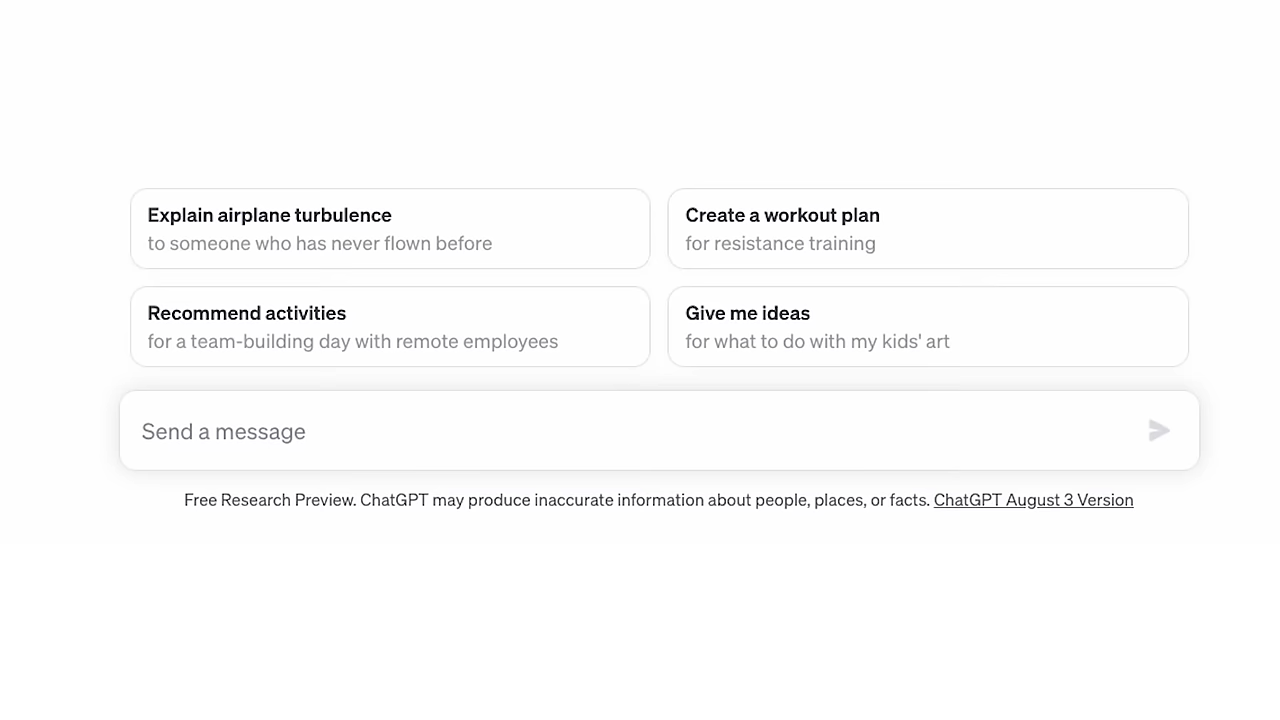 Explain airplane turbulence
to someone who has never flown before
Create a workout plan
for resistance training
Recommend activities
for a team-building day with remote employees
Give me ideas
for what to do with my kids' art
Send a message
Free Research Preview. ChatGPT may produce inaccurate information about people, places, or facts. ChatGPT August 3 Version